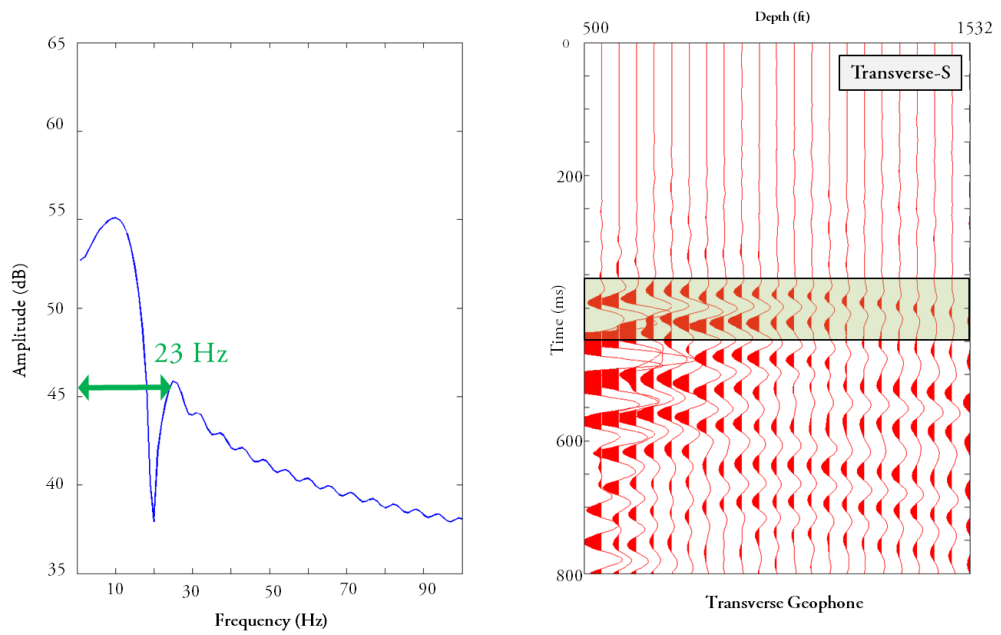 65
60
55
50
45
40
35
Amplitude (dB)
23 Hz
10
30
50
70
90
Frequency (Hz)
Depth (ft)
500
1532
0
200
600
800
Time (ms)
Transverse-S
Transverse Geophone